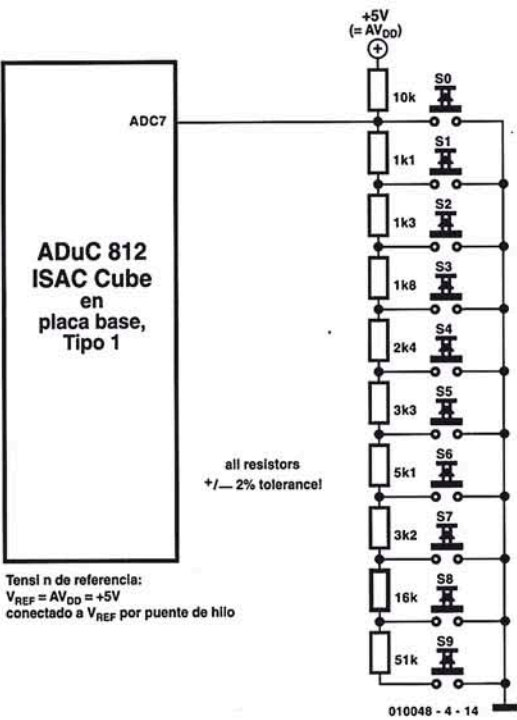 +5V
(= AVDD)
10k
S0
ADC7
S1
1k1
S2
1k3
S3
1k8
S4
2k4
S5
3k3
S6
5k1
S7
3k2
S8
16k
S9
51k
ADuC 812
ISAC Cube
en
placa base,
Tipo 1
all resistors
+/— 2% tolerance!
Tensi n de referencia:
VREF = AVDD = +5V
conectado a VREF por puente de hilo
010048 - 4 - 14